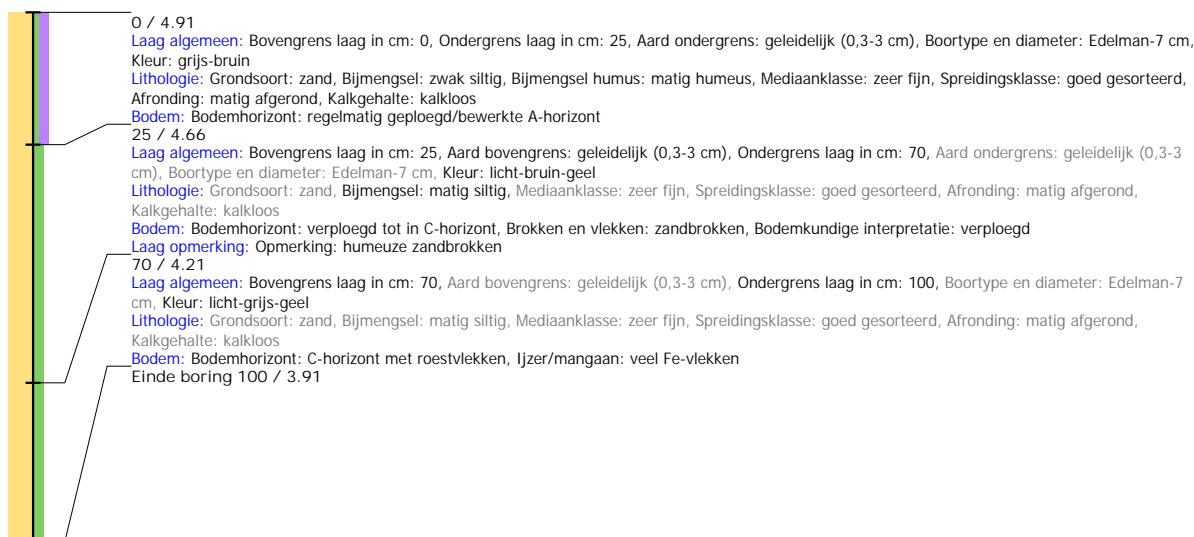 0 / 4.91
Laag algemeen: Bovengrens laag in cm: 0, Ondergrens laag in cm: 25, Aard ondergrens: geleidelijk (0,3-3 cm), Boortype en diameter: Edelman-7 cm,
Kleur: grijs-bruin
Lithologie: Grondsoort: zand, Bijmengsel: zwak siltig, Bijmengsel humus: matig humeus, Mediaanklasse: zeer fijn, Spreidingsklasse: goed gesorteerd,
Afronding: matig afgerond, Kalkgehalte: kalkloos
Bodem: Bodemhorizont: regelmatig geploegd/bewerkte A-horizont
25 / 4.66
Laag algemeen: Bovengrens laag in cm: 25, Aard bovengrens: geleidelijk (0,3-3 cm), Ondergrens laag in cm: 70, Aard ondergrens: geleidelijk (0,3-3
cm), Boortype en diameter: Edelman-7 cm, Kleur: licht-bruin-geel
Lithologie: Grondsoort: zand, Bijmengsel: matig siltig, Mediaanklasse: zeer fijn, Spreidingsklasse: goed gesorteerd, Afronding: matig afgerond,
Kalkgehalte: kalkloos
Bodem: Bodemhorizont: verploegd tot in C-horizont, Brokken en vlekken: zandbrokken, Bodemkundige interpretatie: verploegd
Laag opmerking: Opmerking: humeuze zandbrokken
70 / 4.21
Laag algemeen: Bovengrens laag in cm: 70, Aard bovengrens: geleidelijk (0,3-3 cm), Ondergrens laag in cm: 100, Boortype en diameter: Edelman-7
cm, Kleur: licht-grijs-geel
Lithologie: Grondsoort: zand, Bijmengsel: matig siltig, Mediaanklasse: zeer fijn, Spreidingsklasse: goed gesorteerd, Afronding: matig afgerond,
Kalkgehalte: kalkloos
Bodem: Bodemhorizont: C-horizont met roestvlekken, Ijzer/mangaan: veel Fe-vlekken
Einde boring 100 / 3.91